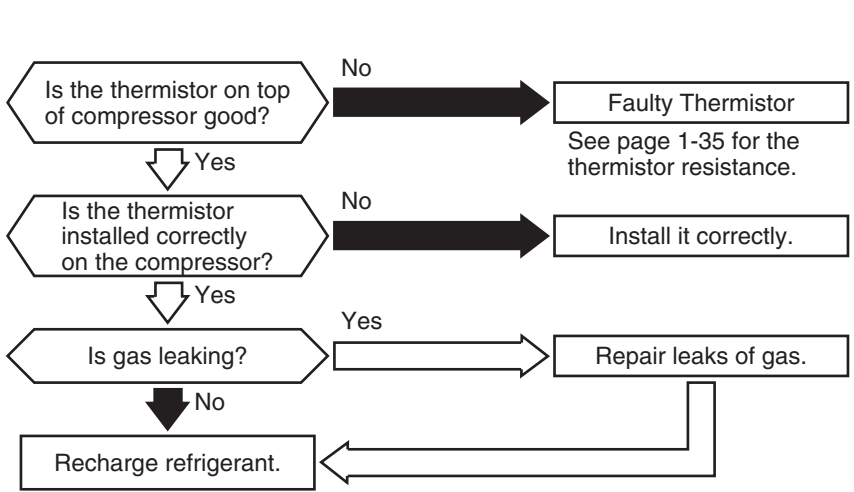 Is the thermistor on top
of compressor good?
No
Faulty Thermistor
See page 1-35 for the
thermistor resistance.
Yes
Is the thermistor
installed correctly
on the compressor?
No
Install it correctly.
Yes
Is gas leaking?
Yes
Repair leaks of gas.
No
Recharge refrigerant.